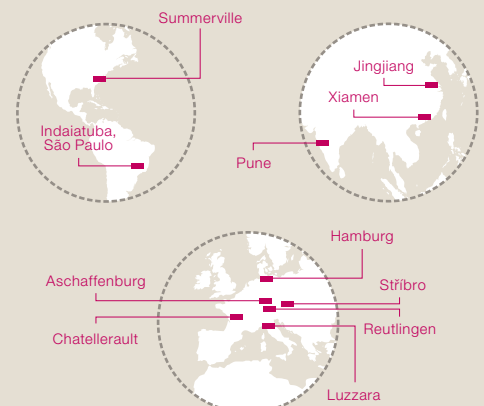 Summerville
Indaiatuba,
São Paulo
Jingjiang
Xiamen
Pune
Hamburg
Aschaffenburg
Stříbro
Chatellerault
Reutlingen
Luzzara